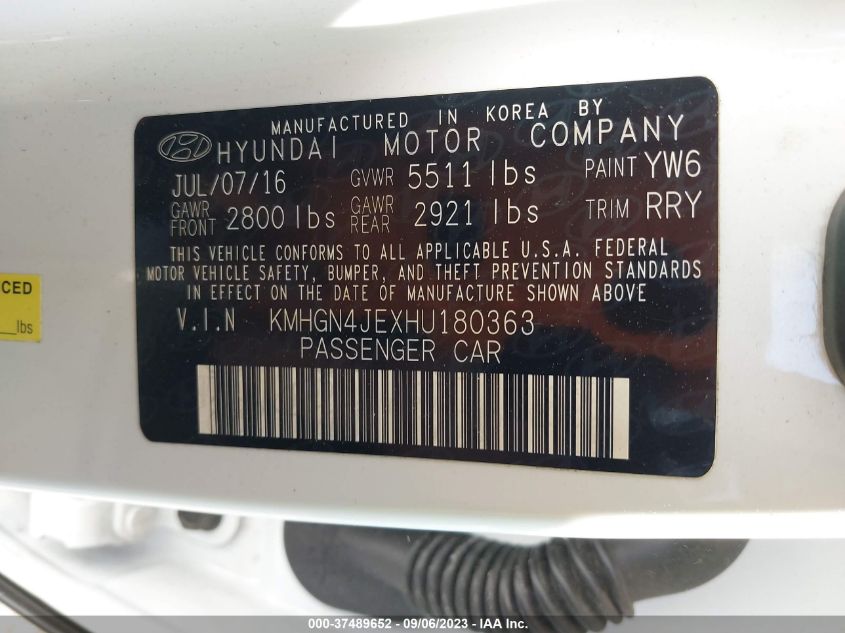 MANUFACTURED IN KOREA BY
HYUNDAI MOTOR COMPANY
JUL/07/16 GVWR 5511 lbs PAINT YW6
GAWR FRONT 2800 lbs GAWR REAR 2921 lbs TRIM RRY
THIS VEHICLE CONFORMS TO ALL APPLICABLE U.S.A. FEDERAL
MOTOR VEHICLE SAFETY, BUMPER, AND THEFT PREVENTION STANDARDS
IN EFFECT ON THE DATE OF MANUFACTURE SHOWN ABOVE
V.I.N KMHGN4JEXHU180363
PASSENGER CAR
CED
lbs
000-37489652 - 09/06/2023 - IAA Inc.